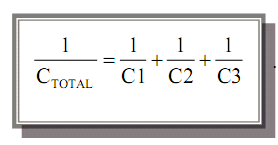 1/C_TOTAL = 1/C1 + 1/C2 + 1/C3 .